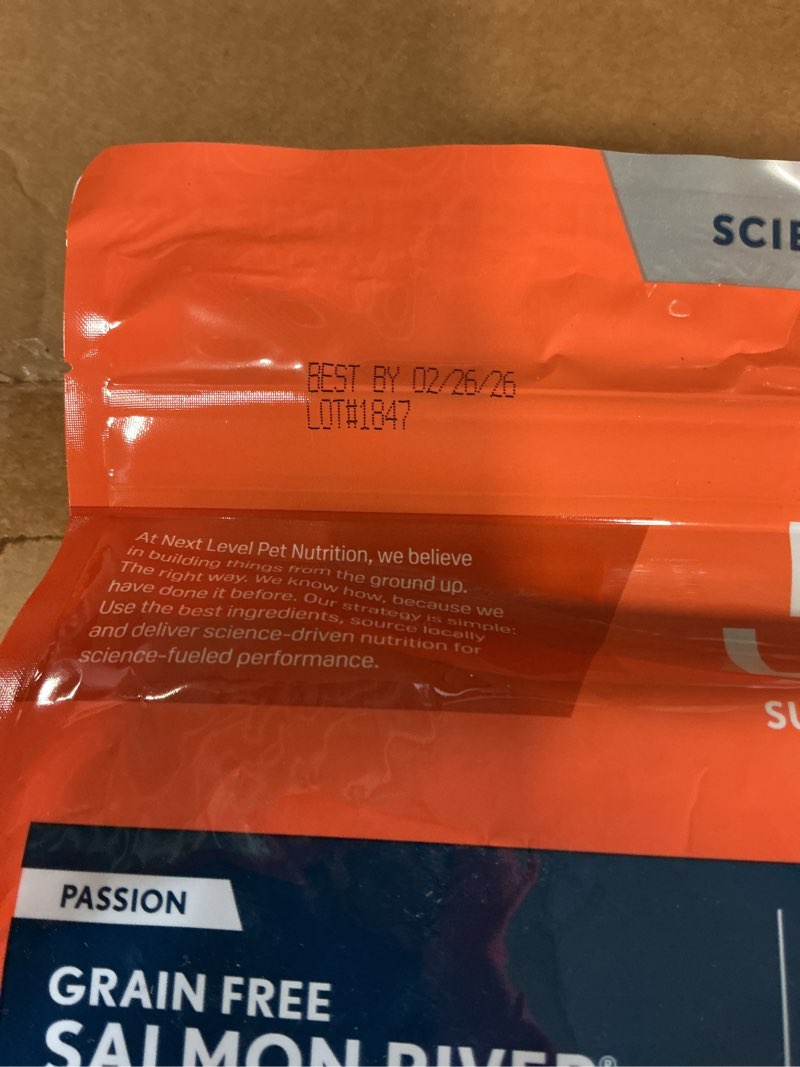 SCIE
BEST BY 02/26/26
LOT#1847
At Next Level Pet Nutrition, we believe
in building things from the ground up.
The right way. We know how, because we
have done it before. Our strategy is simple:
Use the best ingredients, source locally
and deliver science-driven nutrition for
science-fueled performance.
SU
PASSION
GRAIN FREE
SALMON RIVER®